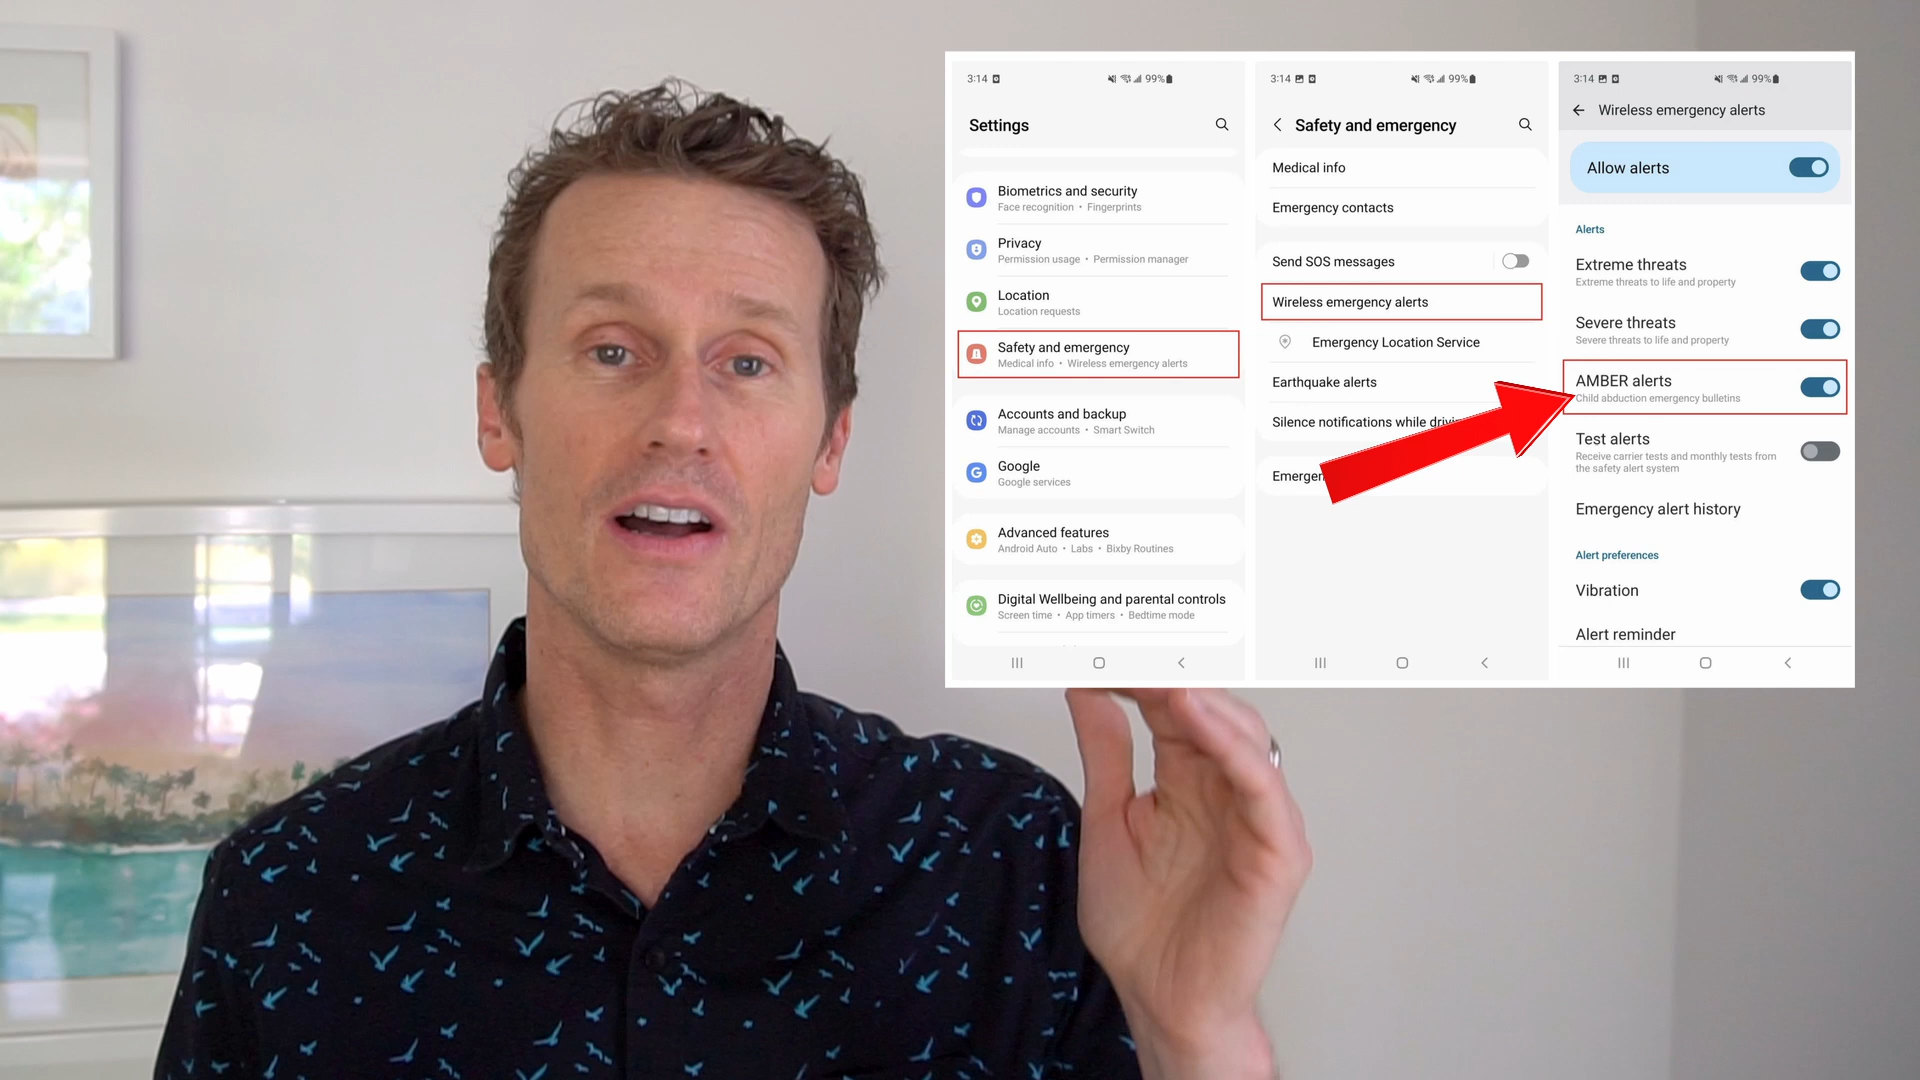 3:14
99%
Settings
Biometrics and security
Face recognition • Fingerprints
Privacy
Permission usage • Permission manager
Location
Location requests
Safety and emergency
Medical info • Wireless emergency alerts
Accounts and backup
Manage accounts • Smart Switch
Google
Google services
Advanced features
Android Auto • Labs • Bixby Routines
Digital Wellbeing and parental controls
Screen time • App timers • Bedtime mode
3:14
99%
Safety and emergency
Medical info
Emergency contacts
Send SOS messages
Wireless emergency alerts
Emergency Location Service
Earthquake alerts
Silence notifications while
3:14
99%
Wireless emergency alerts
Allow alerts
Alerts
Extreme threats
Extreme threats to life and property
Severe threats
Severe threats to life and property
AMBER alerts
Child abduction emergency bulletins
Test alerts
Receive carrier tests and monthly tests from
the safety alert system
Emergency alert history
Alert preferences
Vibration
Alert reminder